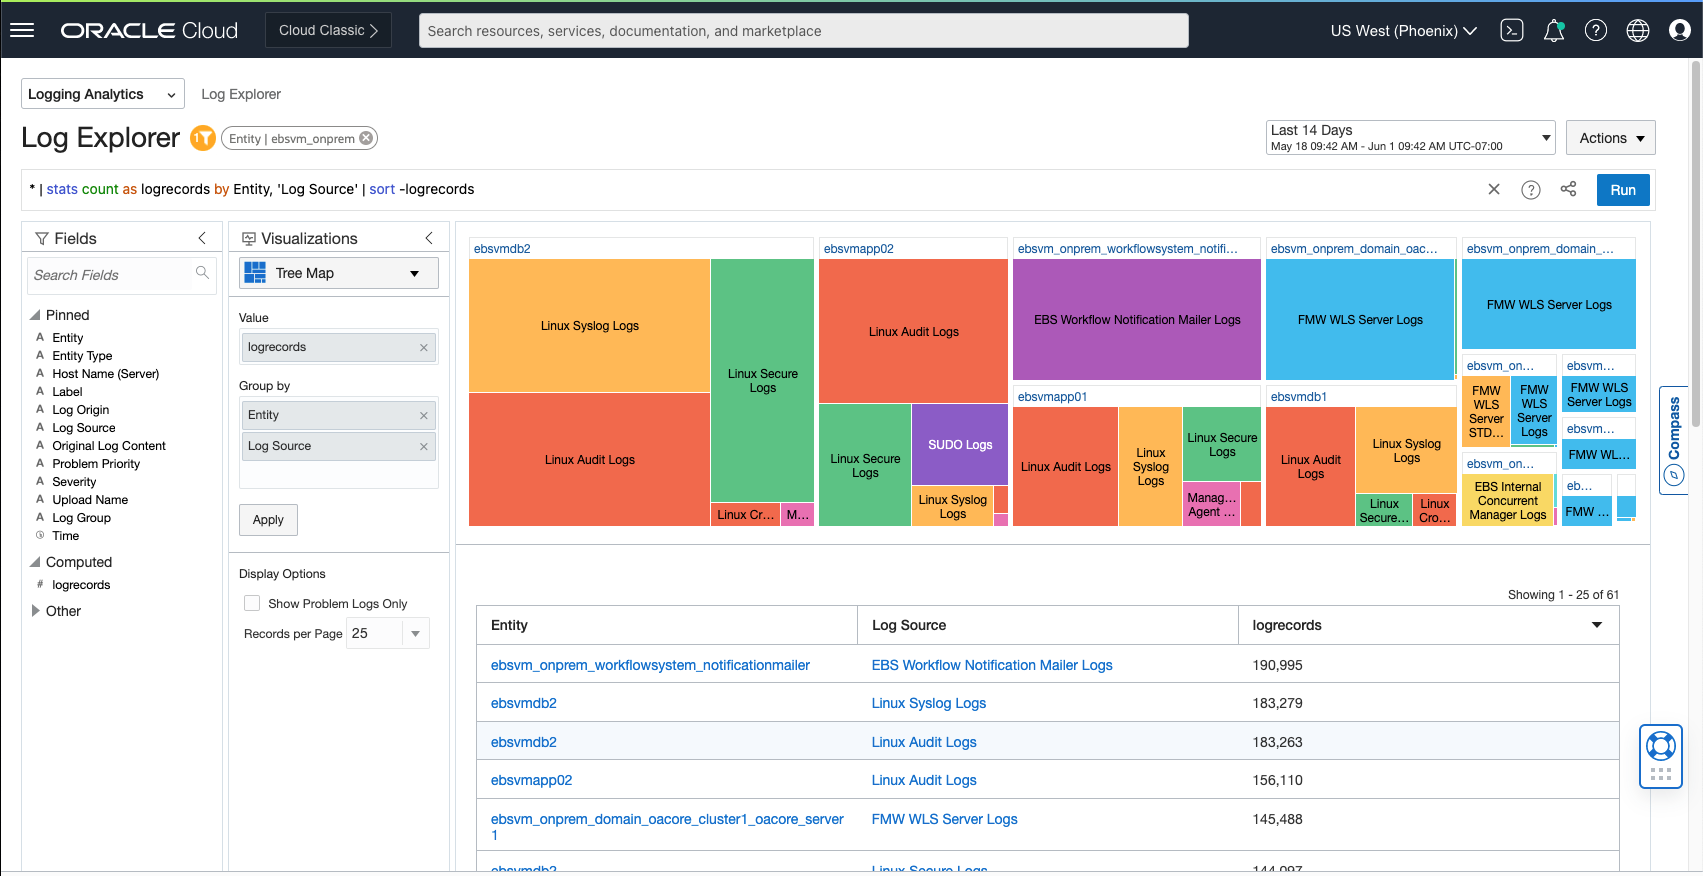 ORACLE Cloud
Cloud Classic
Search resources, services, documentation, and marketplace
US West (Phoenix)
Logging Analytics
Log Explorer
Log Explorer
1
Entity | ebsvm_onprem
Last 14 Days
May 18 09:42 AM - Jun 1 09:42 AM UTC-07:00
Actions
* | stats count as logrecords by Entity, 'Log Source' | sort -logrecords
Run
Fields
Search Fields
Pinned
A Entity
A Entity Type
A Host Name (Server)
A Label
A Log Origin
A Log Source
A Original Log Content
A Problem Priority
A Severity
A Upload Name
A Log Group
Time
Computed
# logrecords
Other
Visualizations
Tree Map
Value
logrecords
Group by
Entity
Log Source
Apply
Display Options
Show Problem Logs Only
Records per Page 25
ebsvmdb2
Linux Syslog Logs
Linux Audit Logs
Linux Secure
Logs
Linux Cr...
M...
ebsvmapp02
Linux Audit Logs
Linux Secure
Logs
SUDO Logs
Linux Syslog
Logs
ebsvm_onprem_workflowsystem_notifi...
EBS Workflow Notification Mailer Logs
ebsvmapp01
Linux Audit Logs
Linux
Syslog
Logs
Linux Secure
Logs
Manag...
Agent ...
ebsvm_onprem_domain_oac...
FMW WLS Server Logs
ebsvmdb1
Linux Audit
Logs
Linux Syslog
Logs
Linux
Secure...
Linux
Cro...
ebsvm_onprem_domain_...
FMW WLS Server Logs
ebsvm_on...
FMW
WLS
Server
STD...
FMW
WLS
Server
Logs
ebsvm...
FMW WLS
Server Logs
ebsvm...
FMW WL...
ebsvm_on...
EBS Internal
Concurrent
Manager Logs
eb...
FMW ...
Compass
Showing 1 - 25 of 61
Entity Log Source logrecords
ebsvm_onprem_workflowsystem_notificationmailer EBS Workflow Notification Mailer Logs 190,995
ebsvmdb2 Linux Syslog Logs 183,279
ebsvmdb2 Linux Audit Logs 183,263
ebsvmapp02 Linux Audit Logs 156,110
ebsvm_onprem_domain_oacore_cluster1_oacore_server FMW WLS Server Logs 145,488
1
ebsvmdb2 Linux Secure Logs 144,097